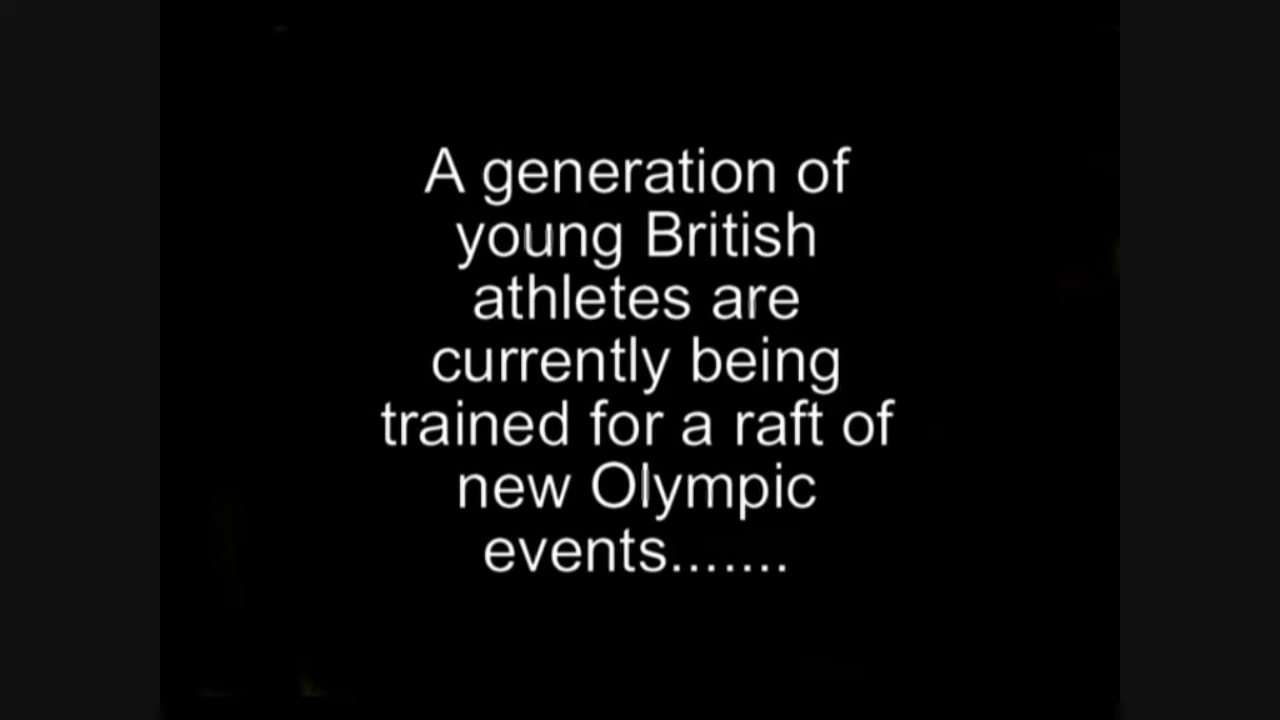 A generation of
young British
athletes are
currently being
trained for a raft of
new Olympic
events.......